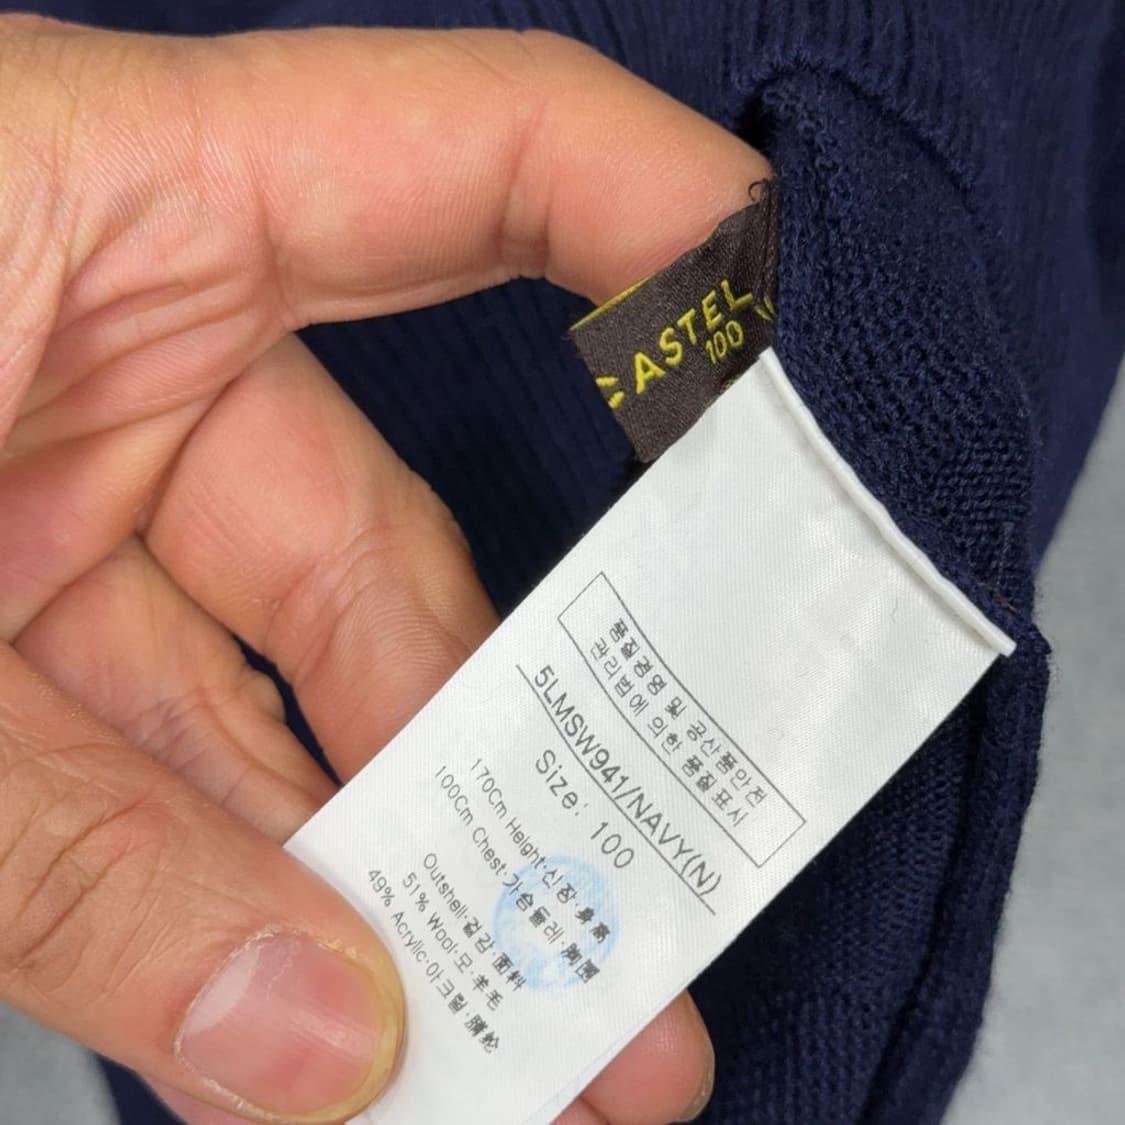 CASTEL
100
품질경영 및 공산품안전
관리법에 의한 품질표시
5LMSW941/NAVY(N)
Size: 100
170Cm Height·신장·身高
100Cm Chest·가슴둘레·胸圍
Outshell·겉감·面料
51% Wool·모·羊毛
49% Acrylic·아크릴·腈纶